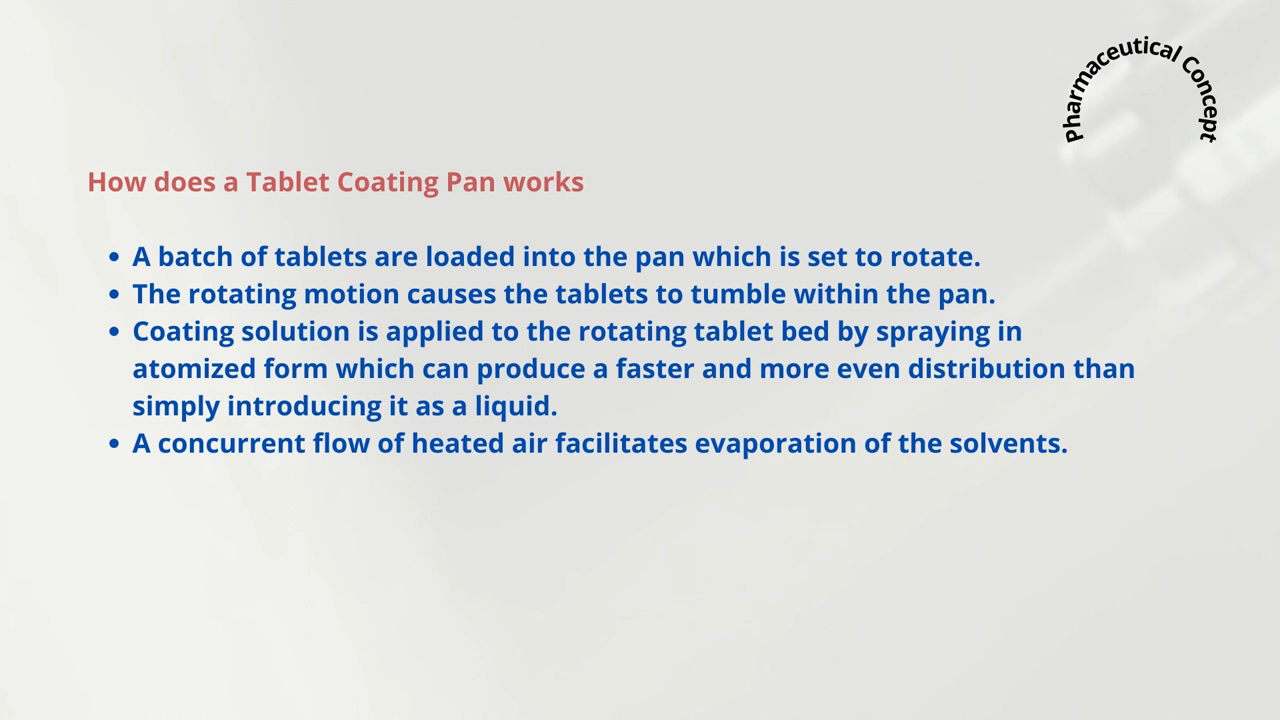 Pharmaceutical Concept
How does a Tablet Coating Pan works
• A batch of tablets are loaded into the pan which is set to rotate.
• The rotating motion causes the tablets to tumble within the pan.
• Coating solution is applied to the rotating tablet bed by spraying in
atomized form which can produce a faster and more even distribution than
simply introducing it as a liquid.
• A concurrent flow of heated air facilitates evaporation of the solvents.